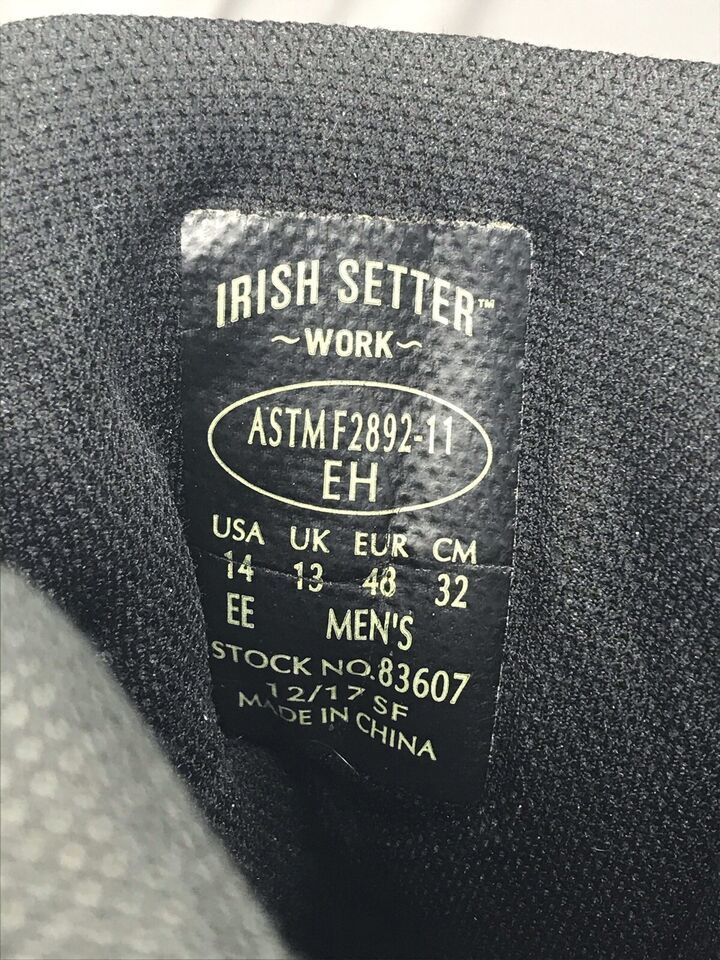 IRISH SETTER™
~WORK~
ASTM F2892-11
EH
USA UK EUR CM
14 13 48 32
EE MEN'S
STOCK NO.83607
12/17 SF
MADE IN CHINA